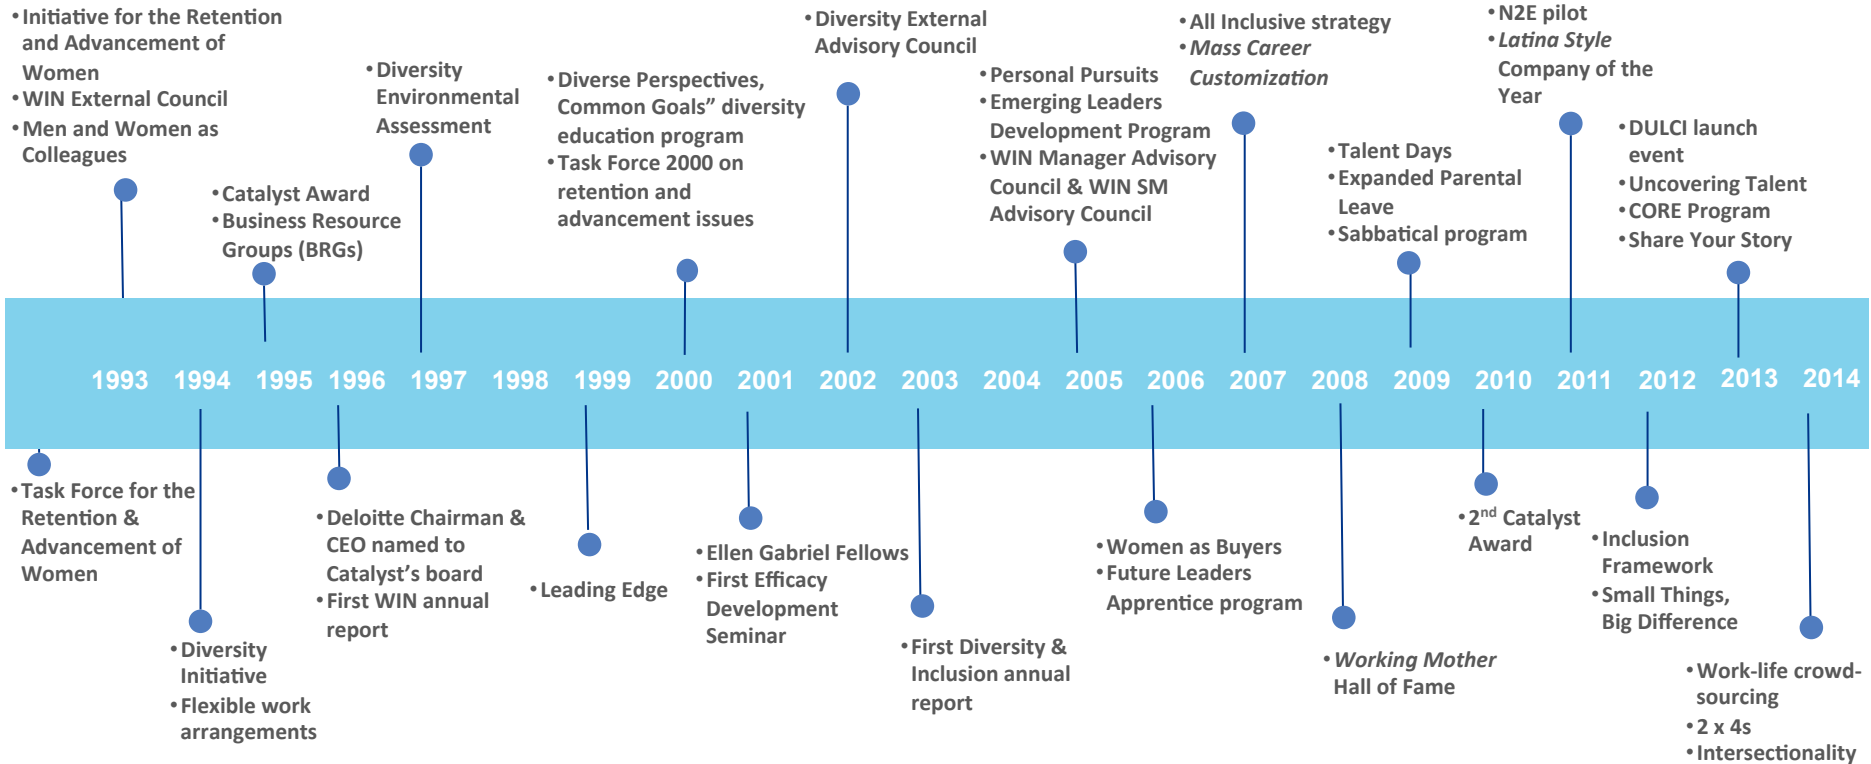 • Initiative for the Retention
and Advancement of
Women
• WIN External Council
• Men and Women as
Colleagues
• Catalyst Award
• Business Resource
Groups (BRGs)
• Diversity
Environmental
Assessment
• Diverse Perspectives,
Common Goals” diversity
education program
• Task Force 2000 on
retention and
advancement issues
• Diversity External
Advisory Council
• Personal Pursuits
• Emerging Leaders
Development Program
• WIN Manager Advisory
Council & WIN SM
Advisory Council
• All Inclusive strategy
• Mass Career
Customization
• Talent Days
• Expanded Parental
Leave
• Sabbatical program
• N2E pilot
• Latina Style
Company of the
Year
• DULCI launch
event
• Uncovering Talent
• CORE Program
• Share Your Story
1993 1994 1995 1996 1997 1998 1999 2000 2001 2002 2003 2004 2005 2006 2007 2008 2009 2010 2011 2012 2013 2014
• Task Force for the
Retention &
Advancement of
Women
• Diversity
Initiative
• Flexible work
arrangements
• Deloitte Chairman &
CEO named to
Catalyst’s board
• First WIN annual
report
• Leading Edge
• Ellen Gabriel Fellows
• First Efficacy
Development
Seminar
• First Diversity &
Inclusion annual
report
• Women as Buyers
• Future Leaders
Apprentice program
• Working Mother
Hall of Fame
• 2nd Catalyst
Award
• Inclusion
Framework
• Small Things,
Big Difference
• Work-life crowd-
sourcing
• 2 x 4s
• Intersectionality